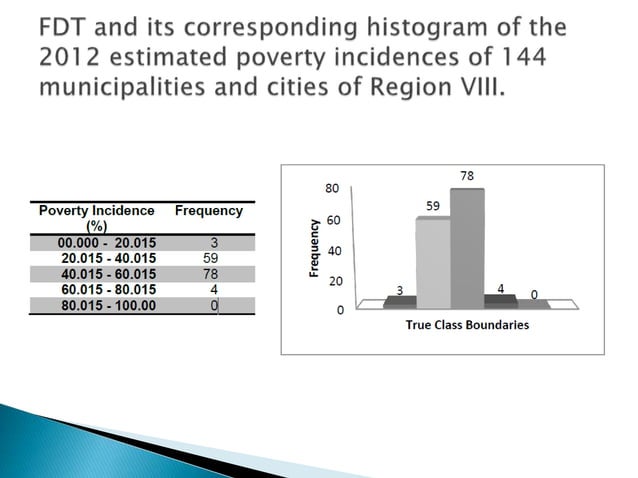 FDT and its corresponding histogram of the
2012 estimated poverty incidences of 144
municipalities and cities of Region VIII.
Poverty Incidence Frequency
(%)
00.000 - 20.015 3
20.015 - 40.015 59
40.015 - 60.015 78
60.015 - 80.015 4
80.015 - 100.00 0
80
60
40
20
0
Frequency
3
59
78
4
0
True Class Boundaries